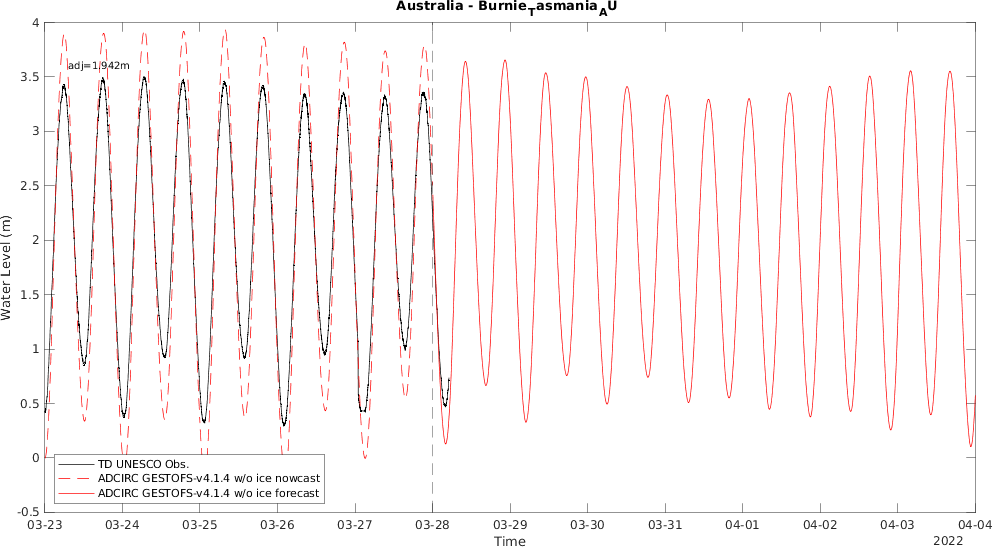 Australia - Burnie_Tasmania_AU
adj=1.942m
Water Level (m)
4
3.5
3
2.5
2
1.5
1
0.5
0
-0.5
TD UNESCO Obs.
ADCIRC GESTOFS-v4.1.4 w/o ice nowcast
ADCIRC GESTOFS-v4.1.4 w/o ice forecast
03-23 03-24 03-25 03-26 03-27 03-28 03-29 03-30 03-31 04-01 04-02 04-03 04-04
Time
2022